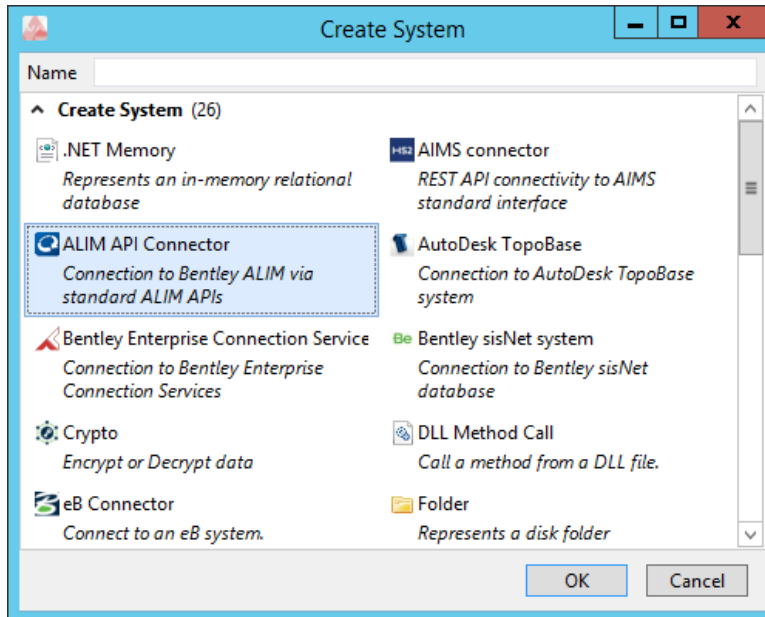 Create System
Name
Create System (26)
.NET Memory
Represents an in-memory relational
database
HS2 AIMS connector
REST API connectivity to AIMS
standard interface
ALIM API Connector
Connection to Bentley ALIM via
standard ALIM APIs
AutoDesk TopoBase
Connection to AutoDesk TopoBase
system
Bentley Enterprise Connection Service
Connection to Bentley Enterprise
Connection Services
Be Bentley sisNet system
Connection to Bentley sisNet
database
Crypto
Encrypt or Decrypt data
DLL Method Call
Call a method from a DLL file.
eB Connector
Connect to an eB system.
Folder
Represents a disk folder
OK
Cancel